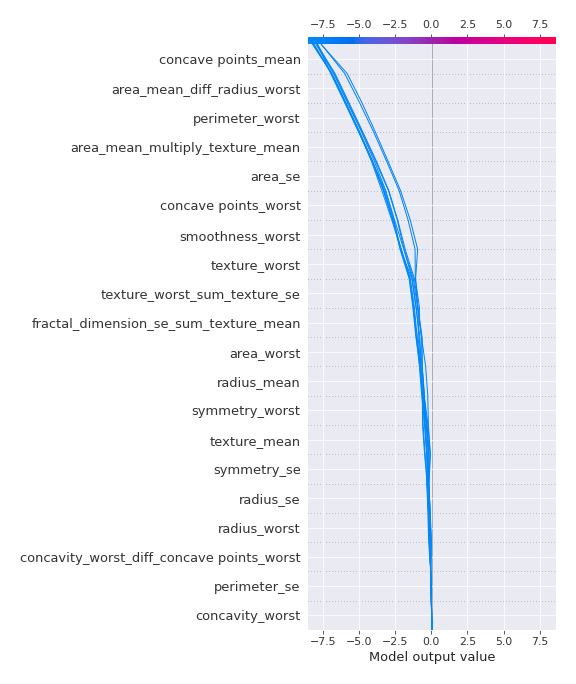 −7.5 −5.0 −2.5 0.0 2.5 5.0 7.5
concave points_mean
area_mean_diff_radius_worst
perimeter_worst
area_mean_multiply_texture_mean
area_se
concave points_worst
smoothness_worst
texture_worst
texture_worst_sum_texture_se
fractal_dimension_se_sum_texture_mean
area_worst
radius_mean
symmetry_worst
texture_mean
symmetry_se
radius_se
radius_worst
concavity_worst_diff_concave points_worst
perimeter_se
concavity_worst
−7.5 −5.0 −2.5 0.0 2.5 5.0 7.5
Model output value